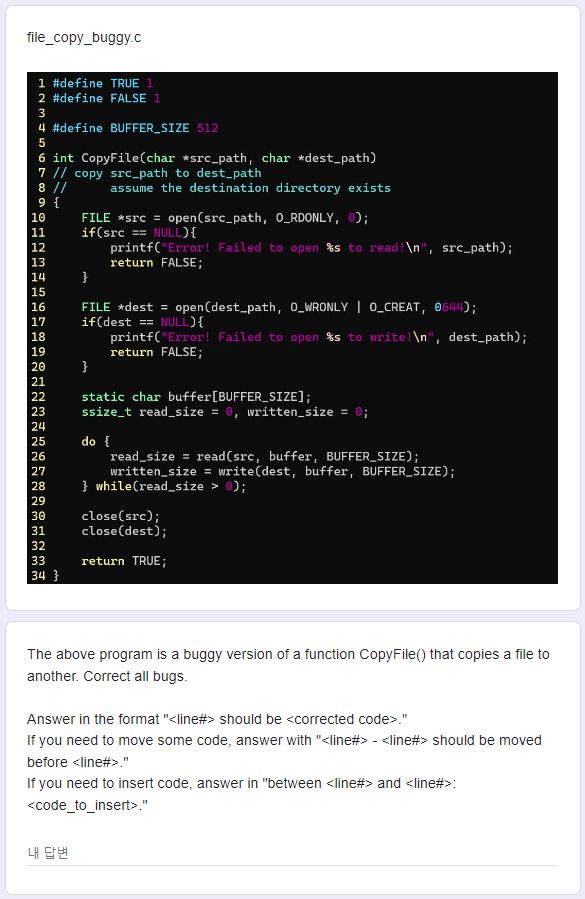 file_copy_buggy.c
1 #define TRUE 1
2 #define FALSE 1
3
4 #define BUFFER_SIZE 512
5
6 int CopyFile(char *src_path, char *dest_path)
7 // copy src_path to dest_path
8 //      assume the destination directory exists
9 {
10     FILE *src = open(src_path, O_RDONLY, 0);
11     if(src == NULL){
12         printf("Error! Failed to open %s to read!\n", src_path);
13         return FALSE;
14     }
15
16     FILE *dest = open(dest_path, O_WRONLY | O_CREAT, 0644);
17     if(dest == NULL){
18         printf("Error! Failed to open %s to write!\n", dest_path);
19         return FALSE;
20     }
21
22     static char buffer[BUFFER_SIZE];
23     ssize_t read_size = 0, written_size = 0;
24
25     do {
26         read_size = read(src, buffer, BUFFER_SIZE);
27         written_size = write(dest, buffer, BUFFER_SIZE);
28     } while(read_size > 0);
29
30     close(src);
31     close(dest);
32
33     return TRUE;
34 }
The above program is a buggy version of a function CopyFile() that copies a file to
another. Correct all bugs.
Answer in the format "<line#> should be <corrected code>."
If you need to move some code, answer with "<line#> - <line#> should be moved
before <line#>."
If you need to insert code, answer in "between <line#> and <line#>:
<code_to_insert>."
내 답변